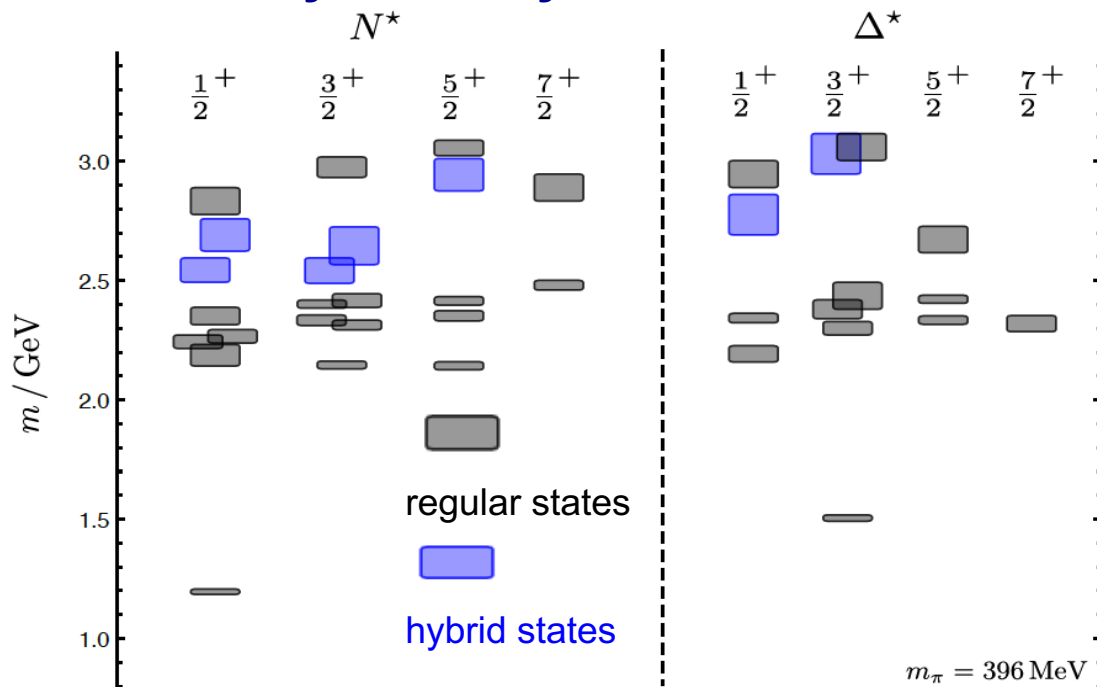 N* Δ*
1/2+ 3/2+ 5/2+ 7/2+ 1/2+ 3/2+ 5/2+ 7/2+
3.0
2.5
m / GeV
2.0
regular states
1.5
hybrid states
1.0
mπ = 396 MeV